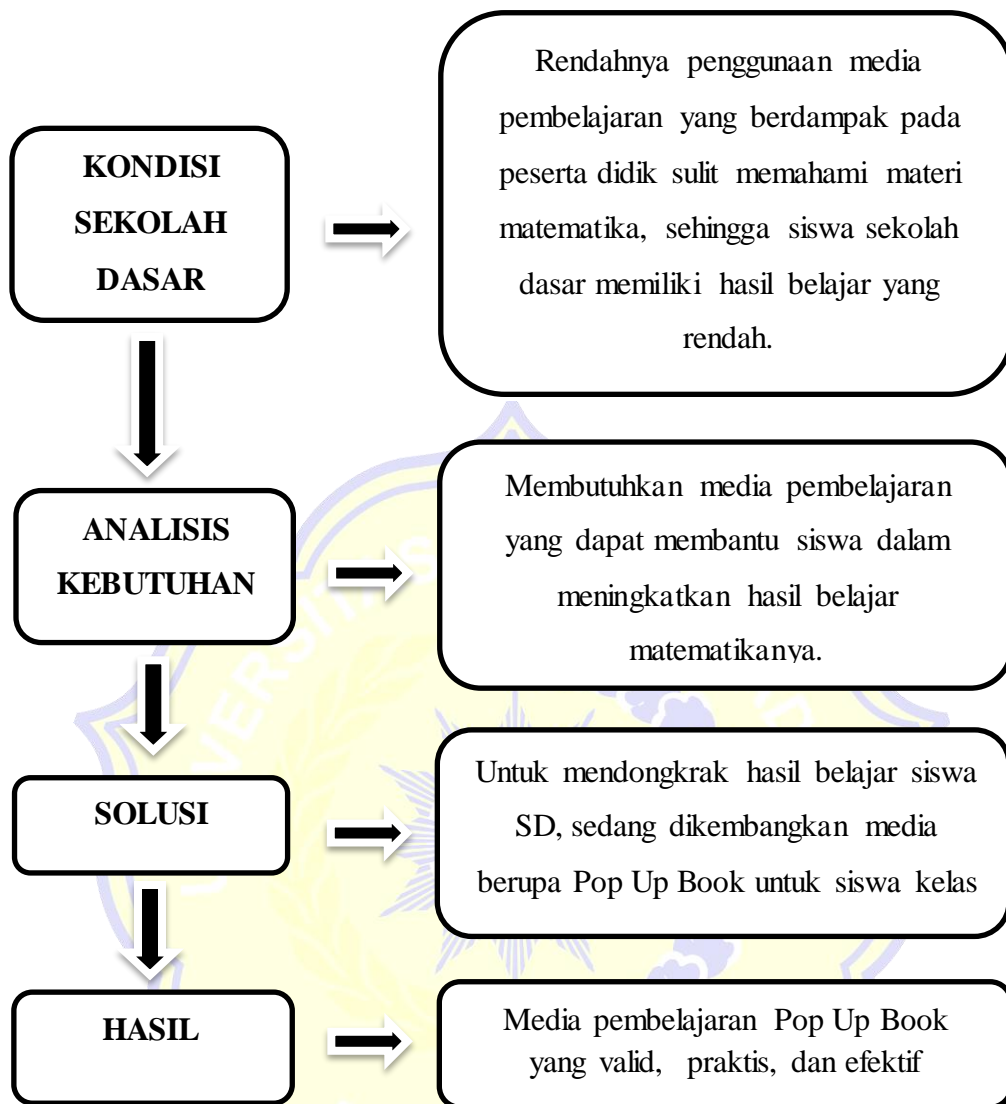 KONDISI
SEKOLAH
DASAR
Rendahnya penggunaan media
pembelajaran yang berdampak pada
peserta didik sulit memahami materi
matematika, sehingga siswa sekolah
dasar memiliki hasil belajar yang
rendah.
ANALISIS
KEBUTUHAN
Membutuhkan media pembelajaran
yang dapat membantu siswa dalam
meningkatkan hasil belajar
matematikanya.
SOLUSI
Untuk mendongkrak hasil belajar siswa
SD, sedang dikembangkan media
berupa Pop Up Book untuk siswa kelas
HASIL
Media pembelajaran Pop Up Book
yang valid, praktis, dan efektif
UNIVERSITAS